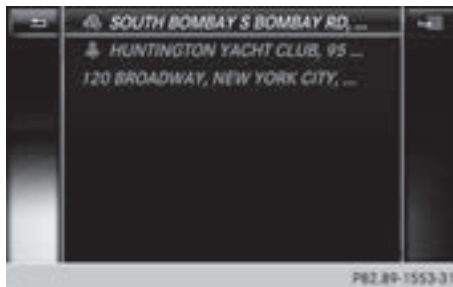 SOUTH BOMBAY S BOMBAY RD, ...
HUNTINGTON YACHT CLUB, 95 ...
120 BROADWAY, NEW YORK CITY, ...
P82.89-1553-31